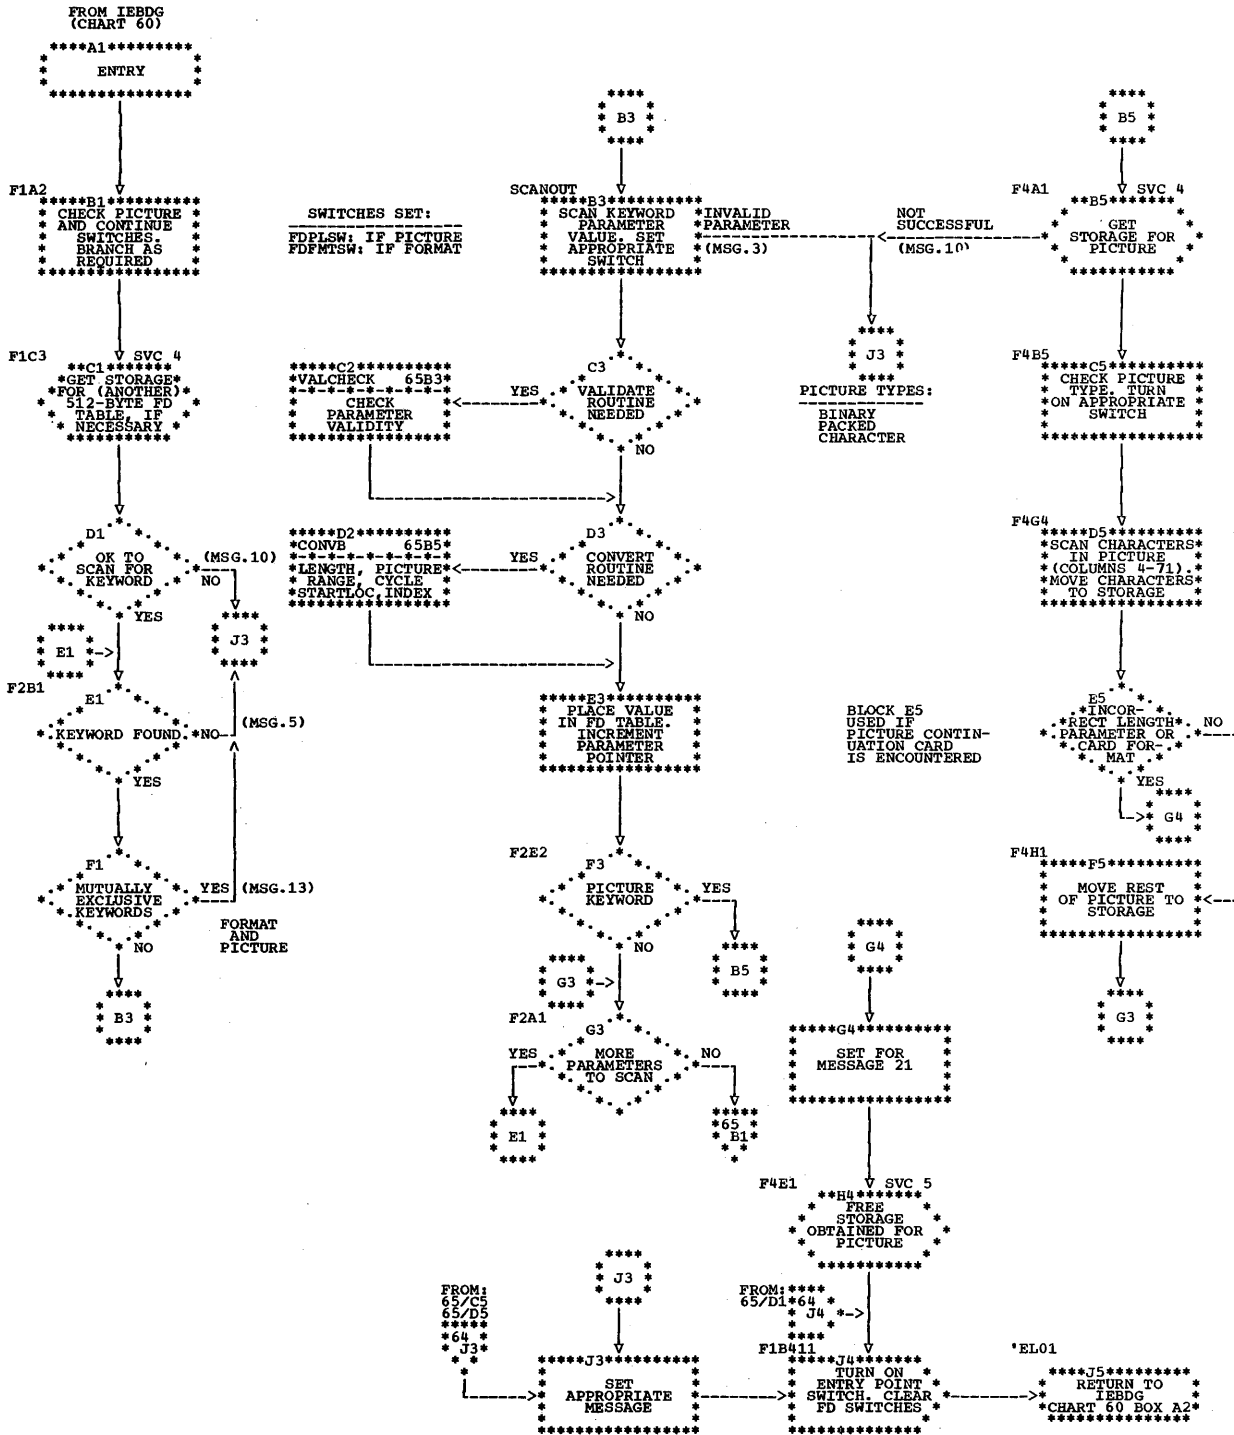 FROM IEBDG
(CHART 60)
****A1*********
ENTRY
B3
B5
F1A2
B1
CHECK PICTURE
AND CONTINUE
SWITCHES.
BRANCH AS
REQUIRED
SWITCHES SET:
FDPLSW: IF PICTURE
FDFMTSW: IF FORMAT
SCANOUT
B3
SCAN KEYWORD
PARAMETER
VALUE. SET
APPROPRIATE
SWITCH
INVALID
PARAMETER
(MSG.3)
NOT
SUCCESSFUL
(MSG.10)
F4A1
SVC 4
B5
GET
STORAGE FOR
PICTURE
J3
PICTURE TYPES:
BINARY
PACKED
CHARACTER
F1C3
SVC 4
C1
GET STORAGE
FOR (ANOTHER)
512-BYTE FD
TABLE, IF
NECESSARY
C2
VALCHECK 65B3
CHECK
PARAMETER
VALIDITY
YES
C3
VALIDATE
ROUTINE
NEEDED
NO
F4B5
C5
CHECK PICTURE
TYPE. TURN
ON APPROPRIATE
SWITCH
D1
OK TO
SCAN FOR
KEYWORD
(MSG.10)
NO
YES
J3
D2
CONVB 65B5
LENGTH, PICTURE
RANGE, CYCLE
STARTLOC,INDEX
YES
D3
CONVERT
ROUTINE
NEEDED
NO
F4G4
D5
SCAN CHARACTERS
IN PICTURE
(COLUMNS 4-71).
MOVE CHARACTERS
TO STORAGE
E1
F2B1
E1
KEYWORD FOUND
NO
(MSG.5)
YES
E3
PLACE VALUE
IN FD TABLE.
INCREMENT
PARAMETER
POINTER
BLOCK E5
USED IF
PICTURE CONTIN-
UATION CARD
IS ENCOUNTERED
E5
INCOR-
RECT LENGTH
PARAMETER OR
CARD FOR-
MAT
NO
YES
G4
F1
MUTUALLY
EXCLUSIVE
KEYWORDS
YES (MSG.13)
NO
FORMAT
AND
PICTURE
B3
F2E2
F3
PICTURE
KEYWORD
YES
NO
B5
F4H1
F5
MOVE REST
OF PICTURE TO
STORAGE
G3
G3
F2A1
G3
MORE
PARAMETERS
TO SCAN
YES
NO
E1
65
B1
G4
G4
SET FOR
MESSAGE 21
F4E1
SVC 5
H4
FREE
STORAGE
OBTAINED FOR
PICTURE
FROM:
65/C5
65/D5
64
J3
J3
FROM:
65/D1
64
J4
J3
SET
APPROPRIATE
MESSAGE
F1B411
J4
TURN ON
ENTRY POINT
SWITCH. CLEAR
FD SWITCHES
'EL01
J5
RETURN TO
IEBDG
CHART 60 BOX A2